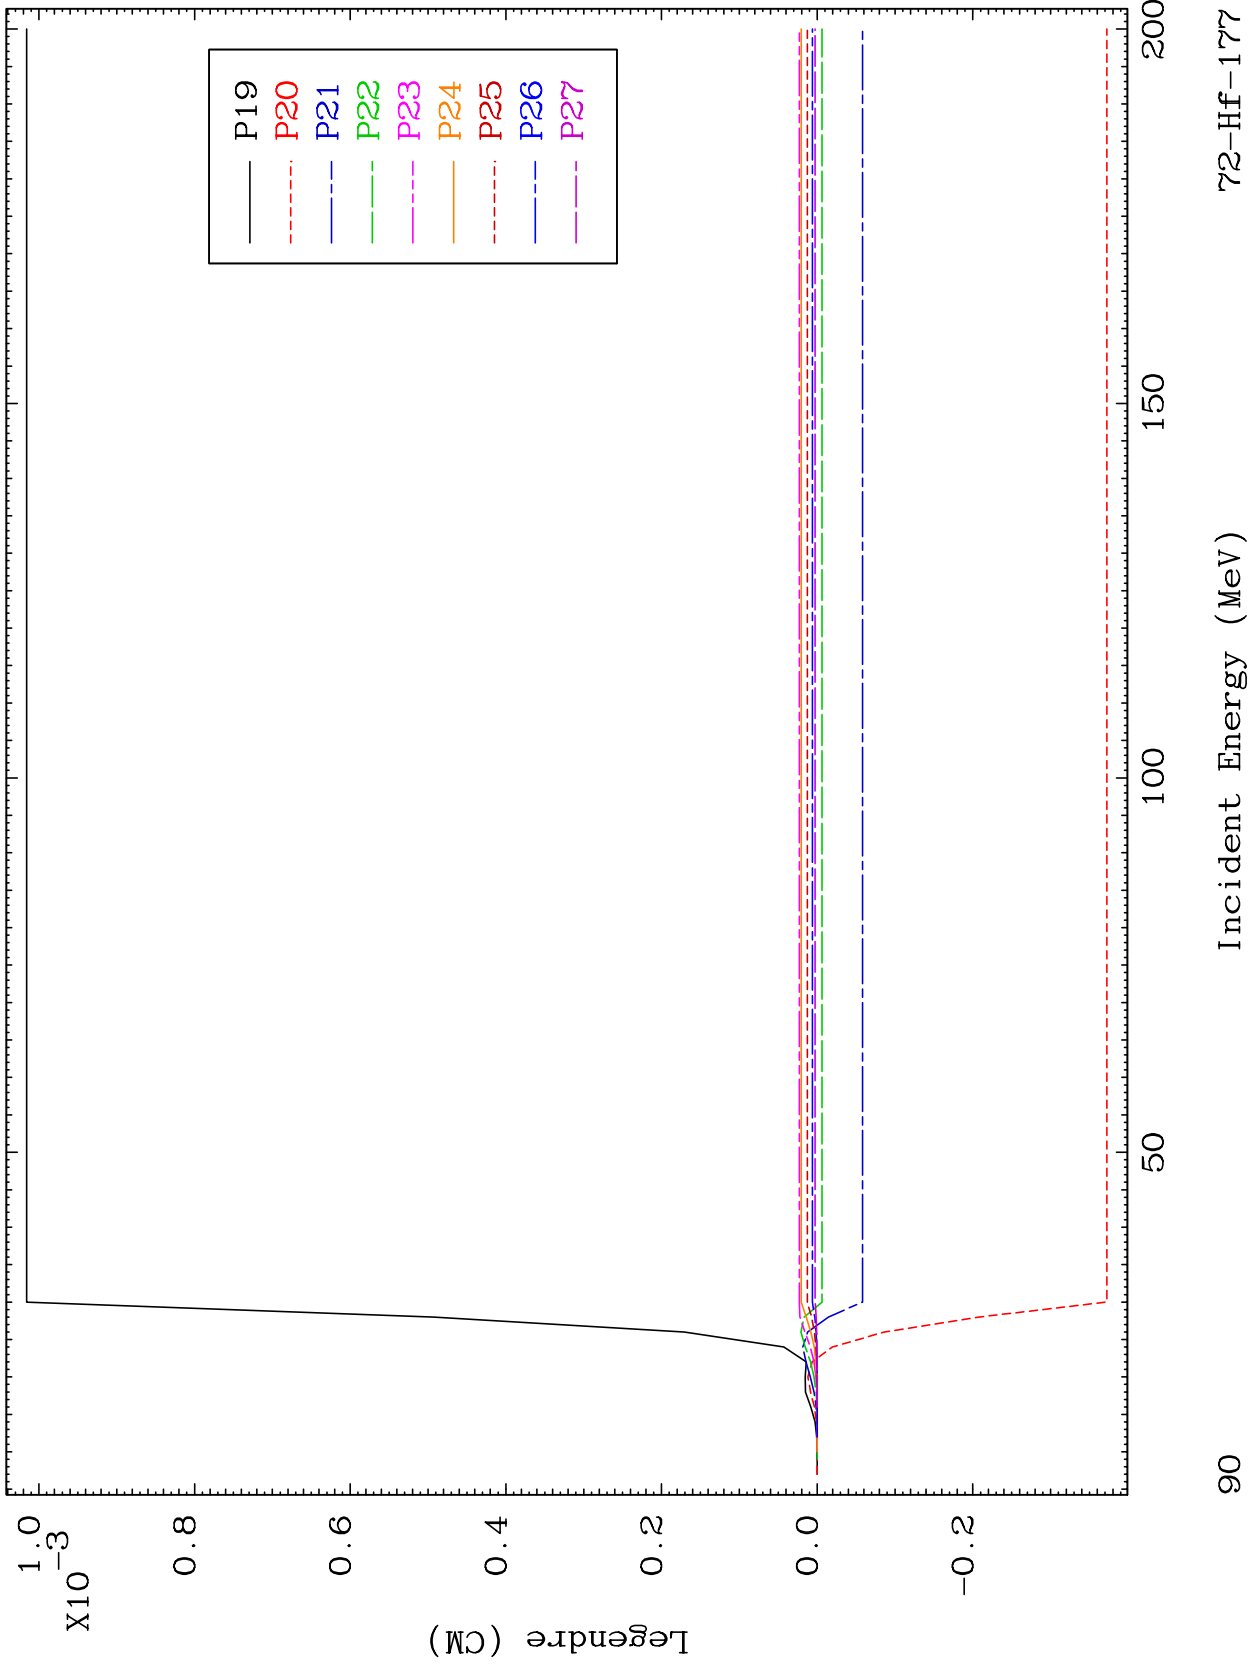 P19
P20
P21
P22
P23
P24
P25
P26
P27
1.0
X10-3
0.8
0.6
0.4
0.2
0.0
-0.2
Legendre (CM)
50
100
150
200
Incident Energy (MeV)
90
72-Hf-177